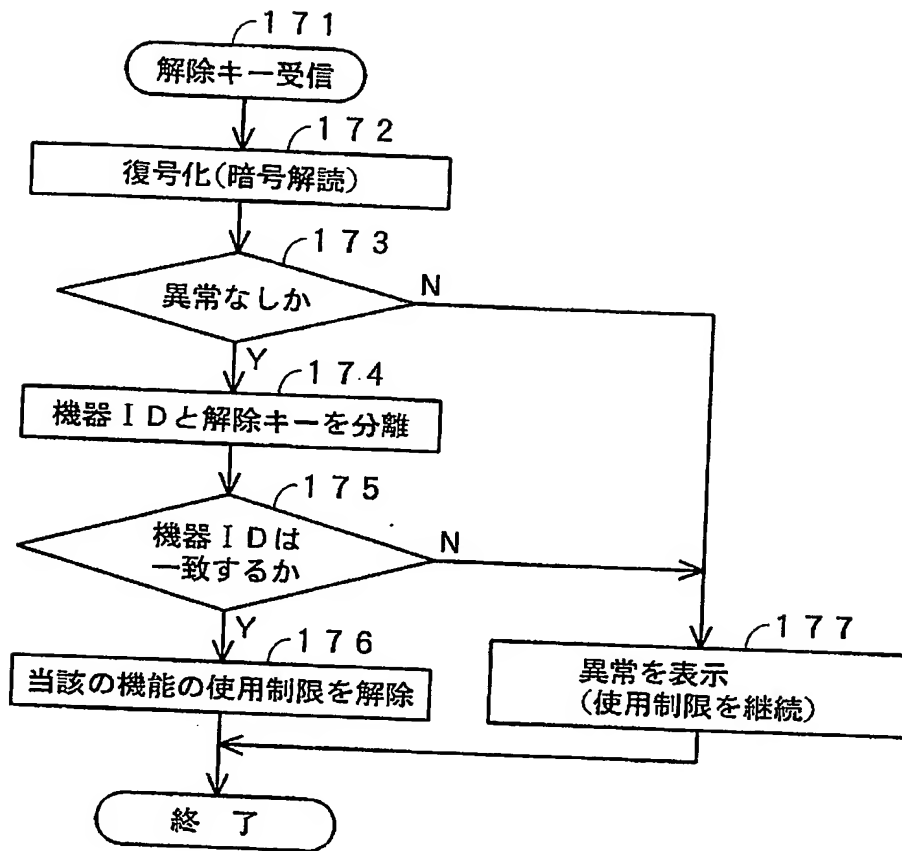 １７１
解除キー受信
１７２
復号化(暗号解読)
１７３
異常なしか
N
Y
１７４
機器ＩＤと解除キーを分離
１７５
機器ＩＤは
一致するか
N
Y
１７６
当該の機能の使用制限を解除
１７７
異常を表示
(使用制限を継続)
終 了